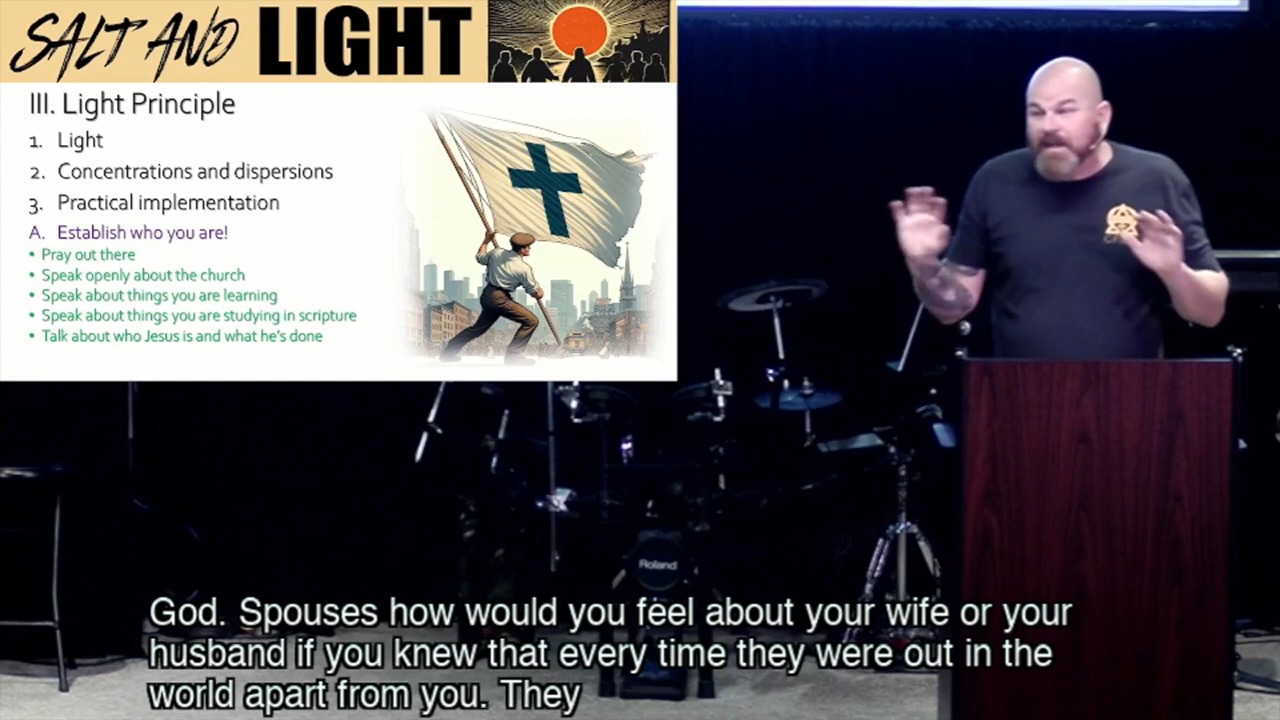 SALT AND LIGHT
III. Light Principle
1. Light
2. Concentrations and dispersions
3. Practical implementation
A. Establish who you are!
• Pray out there
• Speak openly about the church
• Speak about things you are learning
• Speak about things you are studying in scripture
• Talk about who Jesus is and what he's done
Roland
God. Spouses how would you feel about your wife or your
husband if you knew that every time they were out in the
world apart from you. They